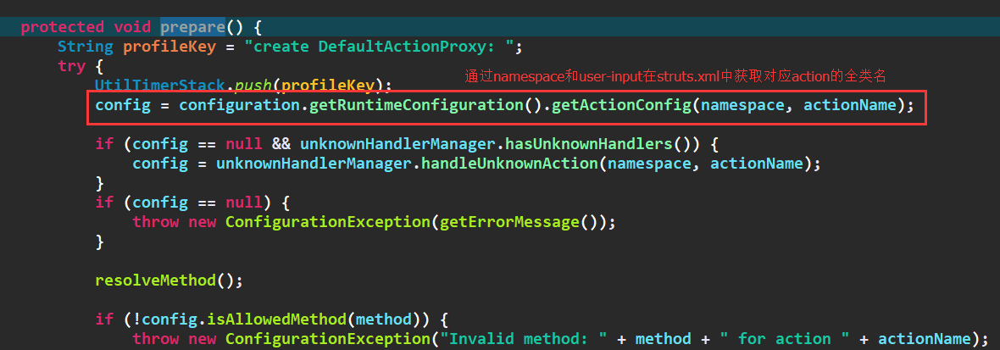 protected void prepare() {
String profileKey = "create DefaultActionProxy: ";
try {
通过namespace和user-input在struts.xml中获取对应action的全类名
UtilTimerStack.push(profileKey);
config = configuration.getRuntimeConfiguration().getActionConfig(namespace, actionName);
if (config == null && unknownHandlerManager.hasUnknownHandlers()) {
config = unknownHandlerManager.handleUnknownAction(namespace, actionName);
}
if (config == null) {
throw new ConfigurationException(getErrorMessage());
}
resolveMethod();
if (!config.isAllowedMethod(method)) {
throw new ConfigurationException("Invalid method: " + method + " for action " + actionName);